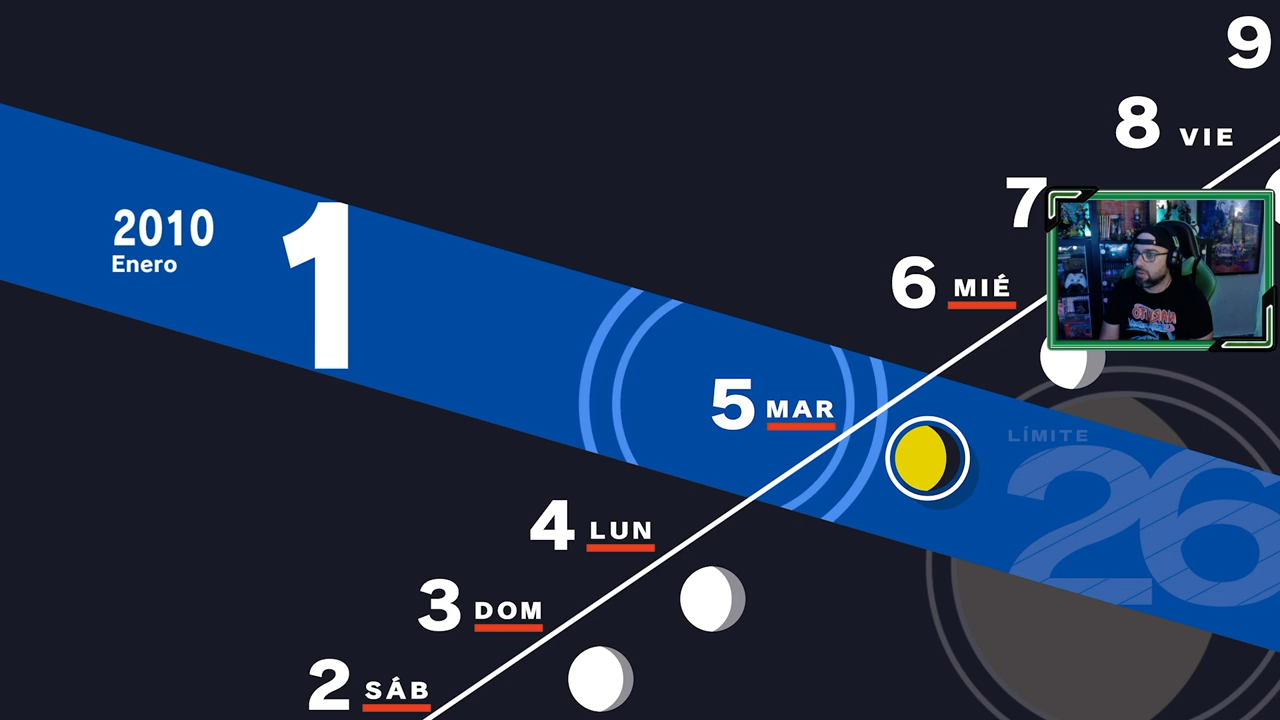 9
8 VIE
7
2010
Enero
1
6 MIÉ
5 MAR
LÍMITE
26
4 LUN
3 DOM
2 SÁB